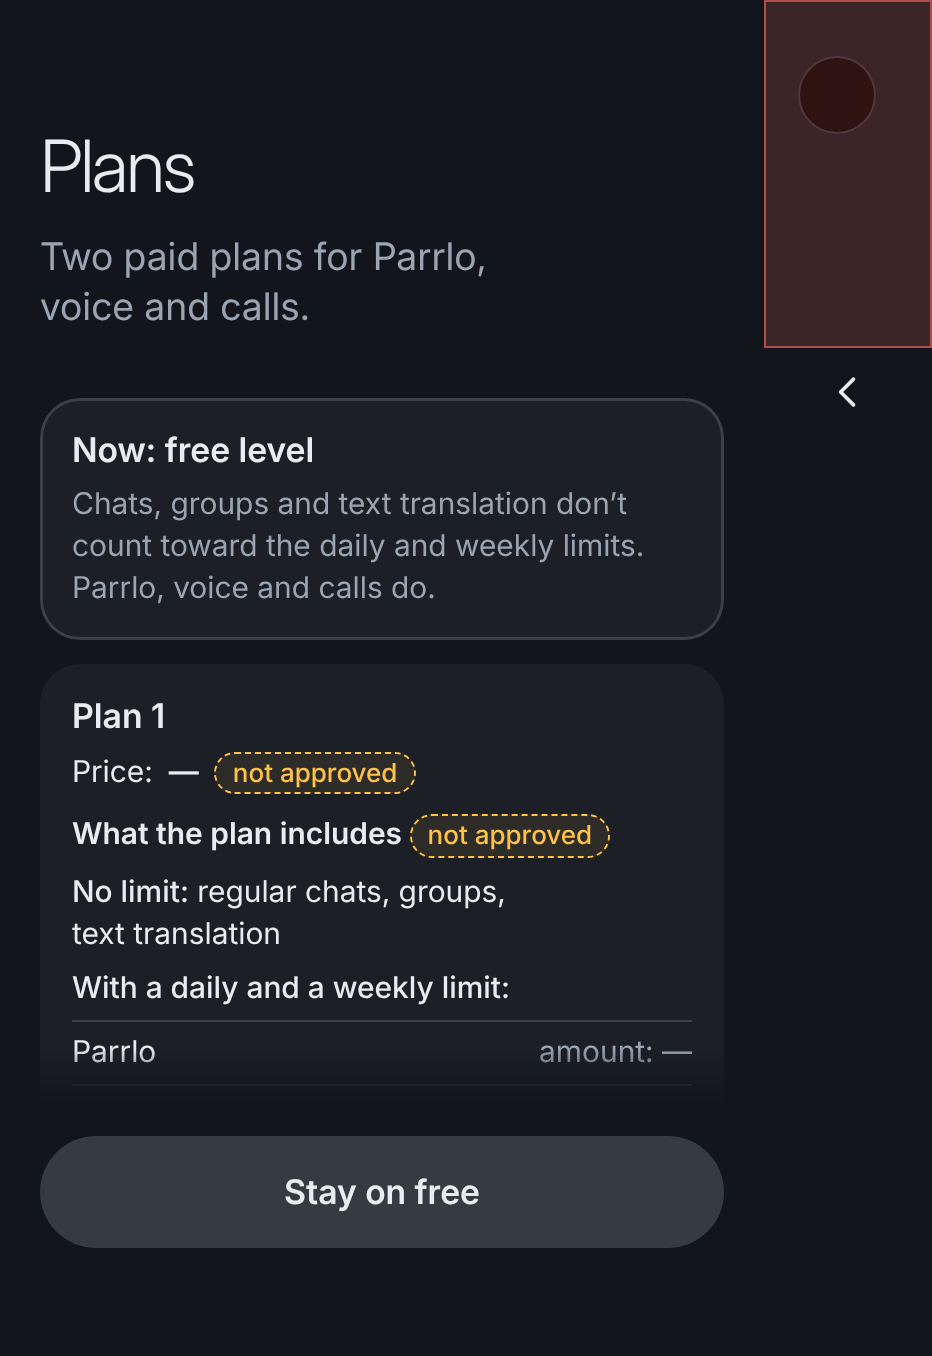 Plans
Two paid plans for Parrlo,
voice and calls.
Now: free level
Chats, groups and text translation don’t
count toward the daily and weekly limits.
Parrlo, voice and calls do.
Plan 1
Price: — not approved
What the plan includes not approved
No limit: regular chats, groups,
text translation
With a daily and a weekly limit:
Parrlo amount: —
Stay on free